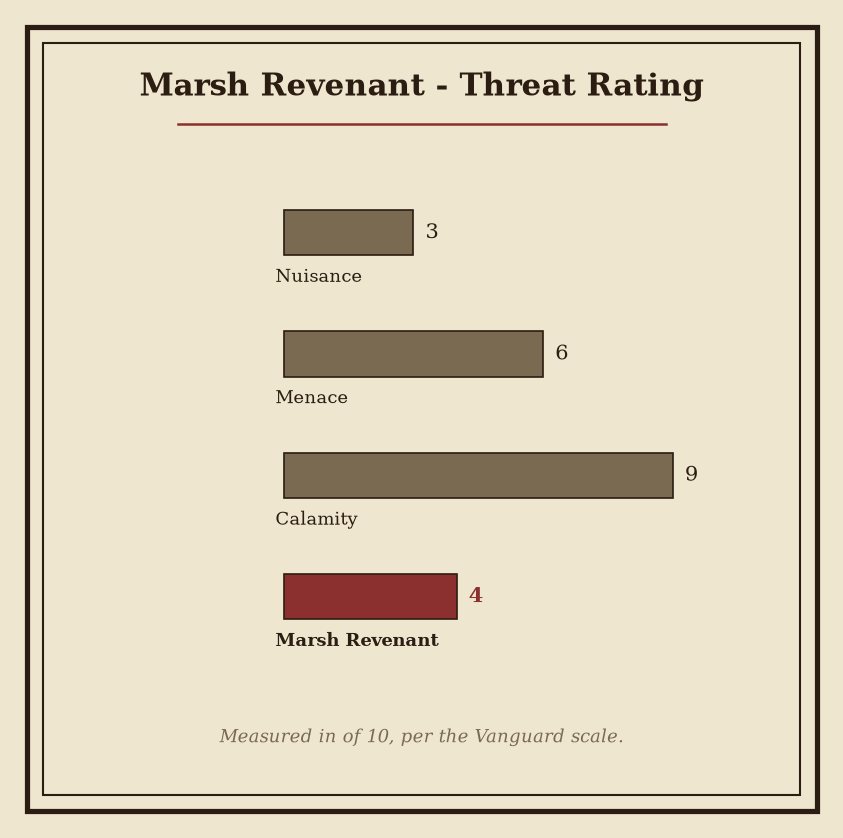 Marsh Revenant - Threat Rating
3
Nuisance
6
Menace
9
Calamity
4
Marsh Revenant
Measured in of 10, per the Vanguard scale.